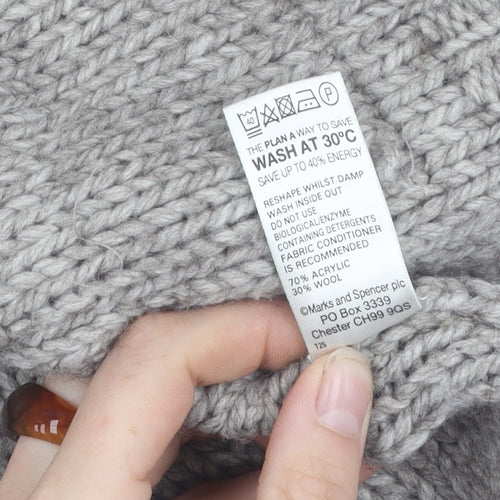 40 P
THE PLAN A WAY TO SAVE
WASH AT 30°C
SAVE UP TO 40% ENERGY
RESHAPE WHILST DAMP
WASH INSIDE OUT
DO NOT USE
BIOLOGICAL/ENZYME
CONTAINING DETERGENTS
FABRIC CONDITIONER
IS RECOMMENDED
70% ACRYLIC
30% WOOL
©Marks and Spencer plc
PO Box 3339
Chester CH99 9QS
125